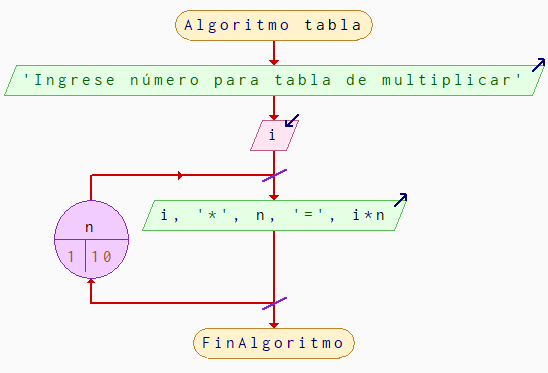 Algoritmo tabla
'Ingrese número para tabla de multiplicar'
i
n
1 10
i, '*', n, '=', i*n
FinAlgoritmo